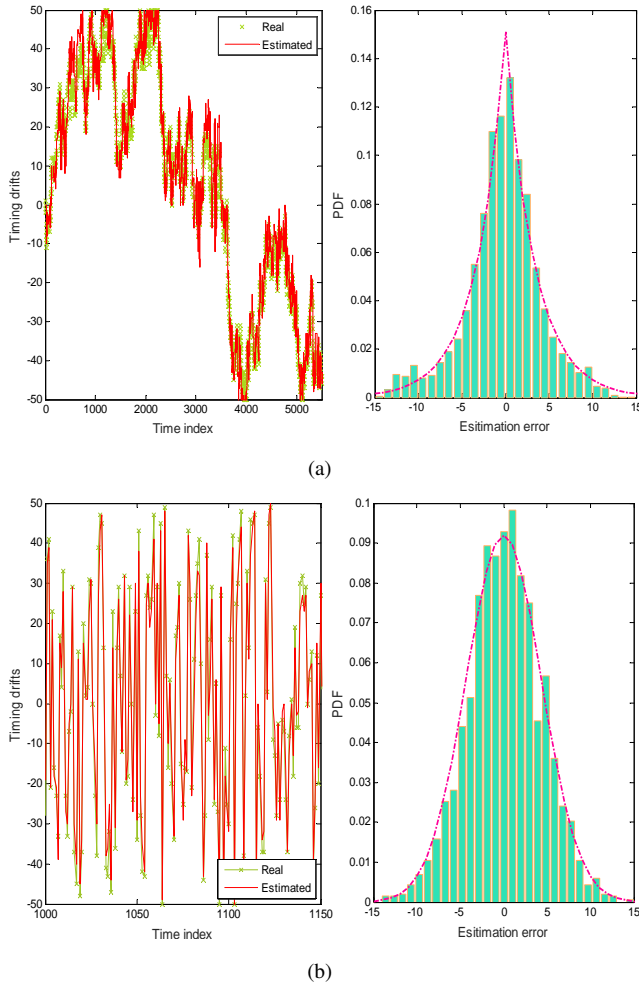 50
40
30
20
10
0
-10
-20
-30
-40
-50
Timing drifts
0 1000 2000 3000 4000 5000
Time index
Real
Estimated
0.16
0.14
0.12
0.1
0.08
0.06
0.04
0.02
0
PDF
-15 -10 -5 0 5 10 15
Esitimation error
(a)
50
40
30
20
10
0
-10
-20
-30
-40
-50
Timing drifts
1000 1050 1100 1150
Time index
Real
Estimated
0.1
0.09
0.08
0.07
0.06
0.05
0.04
0.03
0.02
0.01
0
PDF
-15 -10 -5 0 5 10 15
Esitimation error
(b)